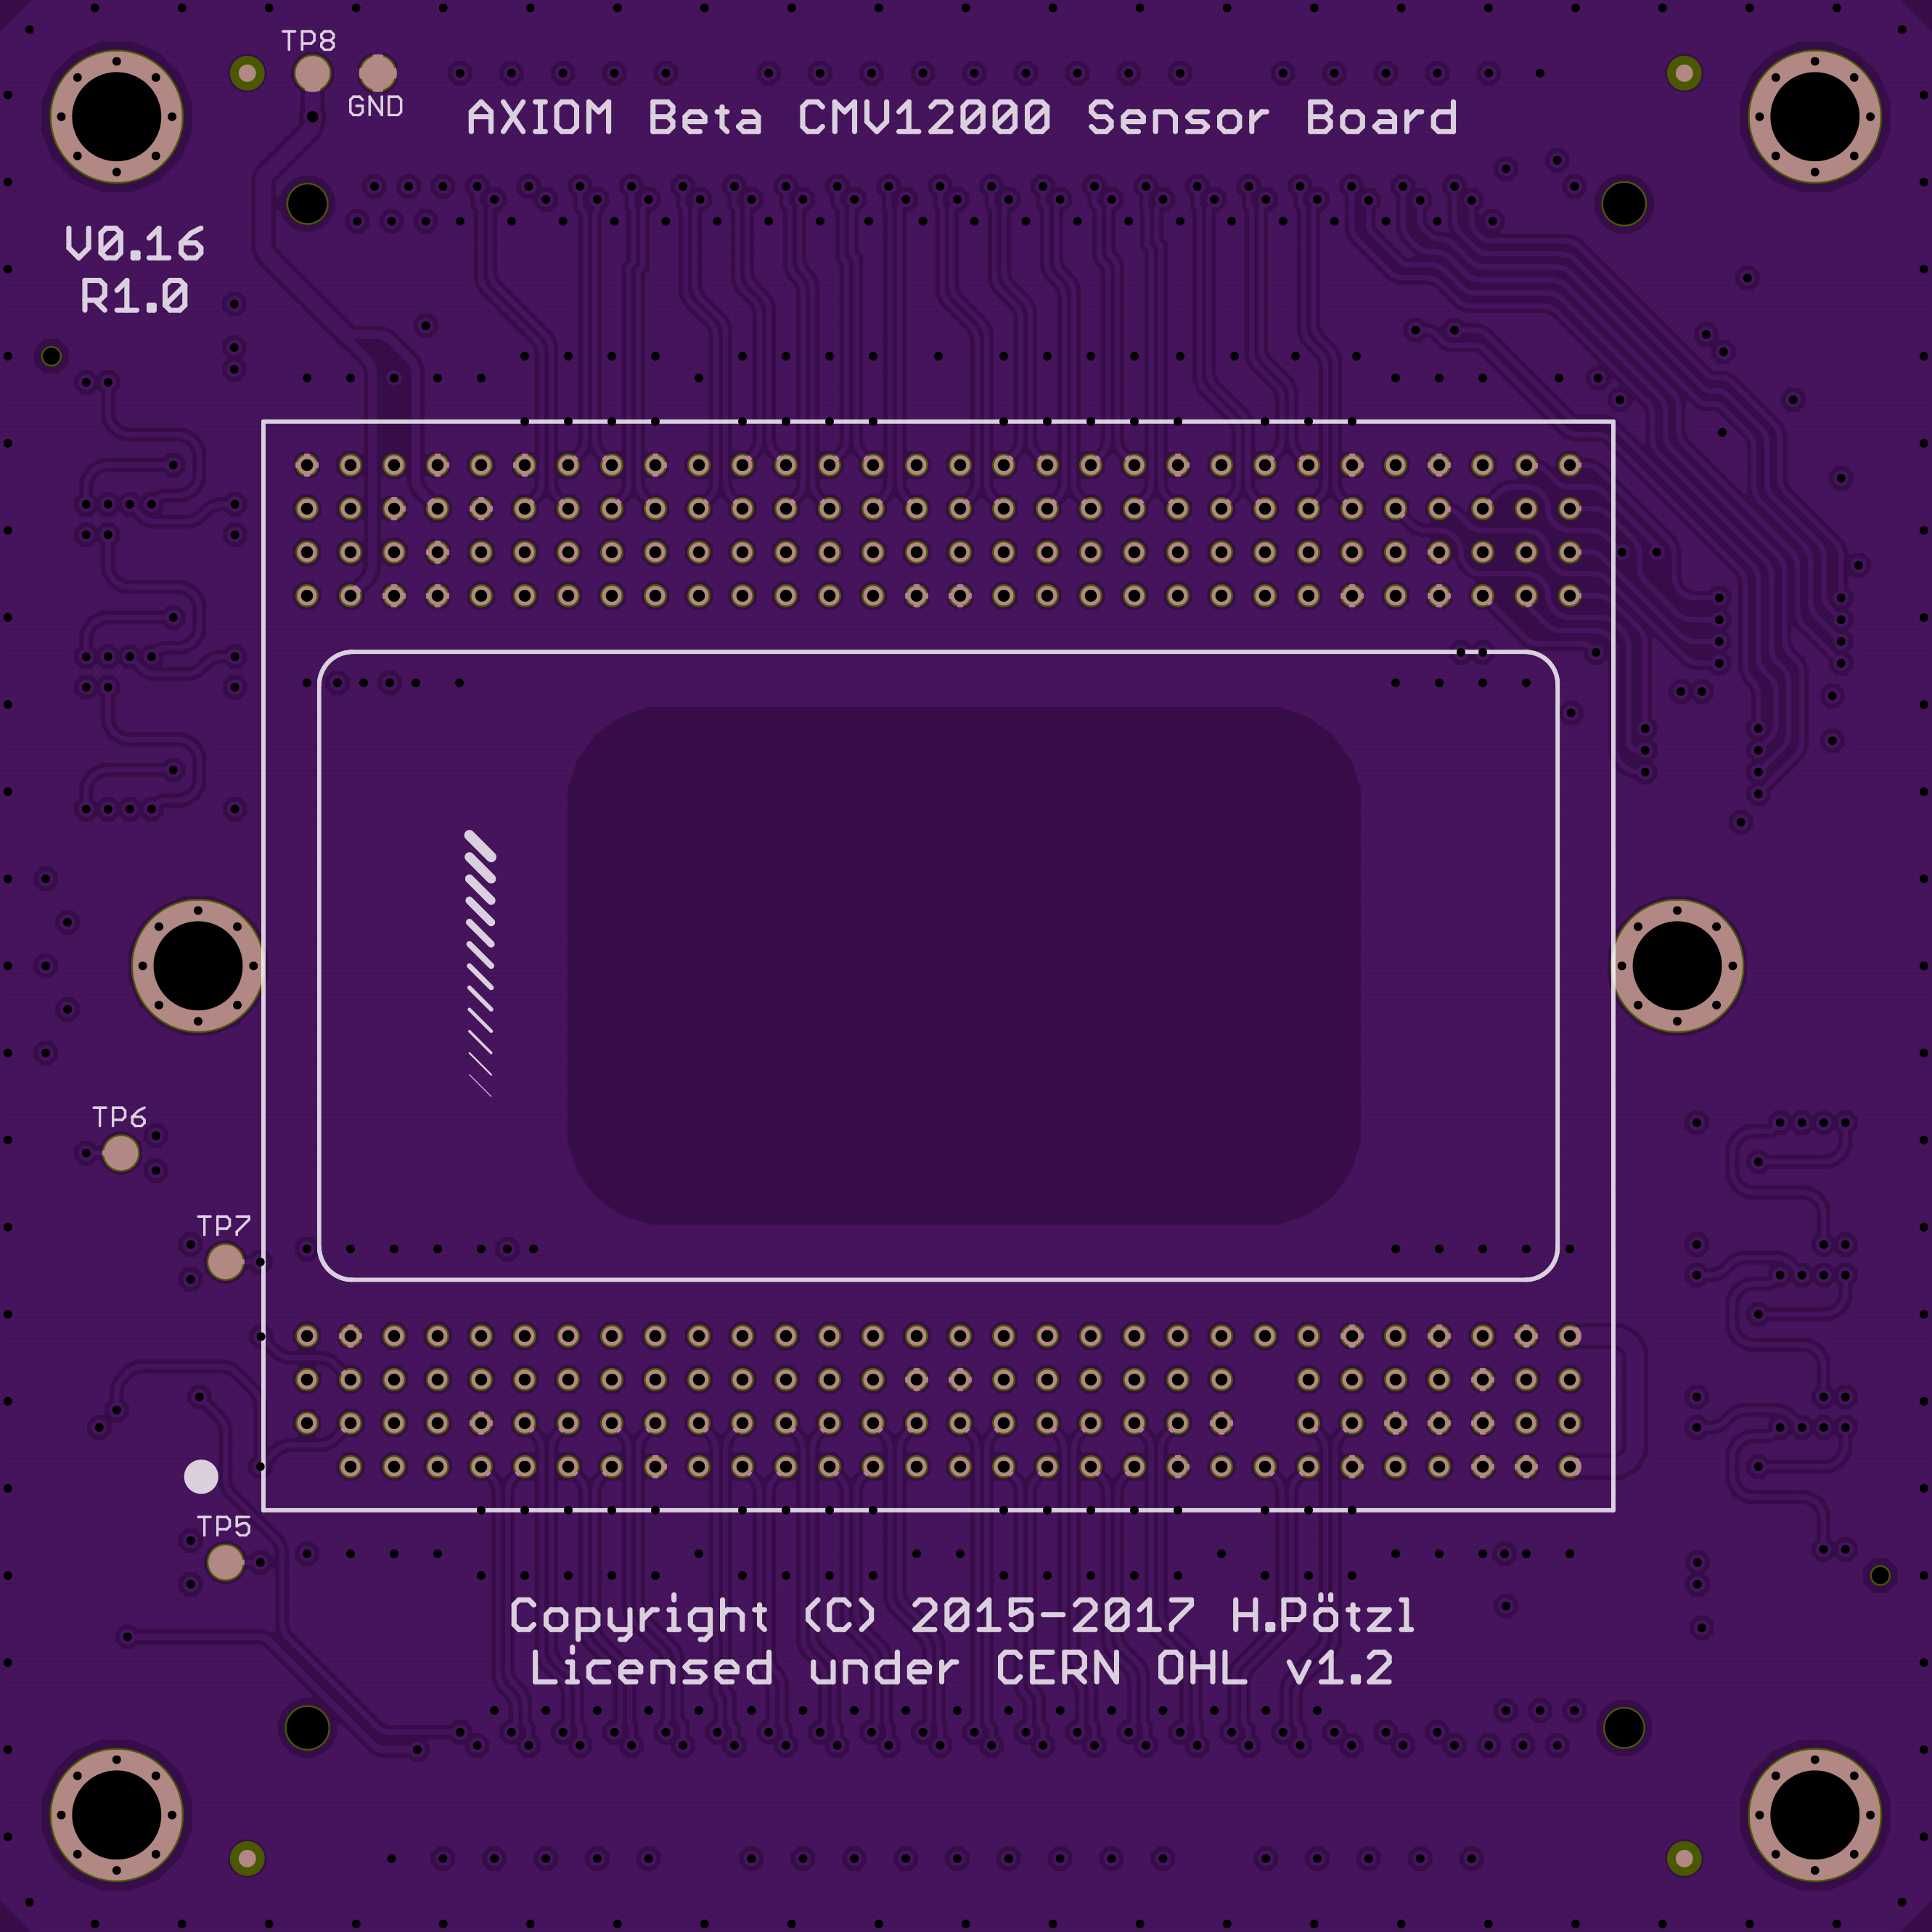 TP8
GND
AXIOM Beta CMV12000 Sensor Board
V0.16
R1.0
TP6
TP7
TP5
Copyright (C) 2015-2017 H.Pötzl
Licensed under CERN OHL v1.2